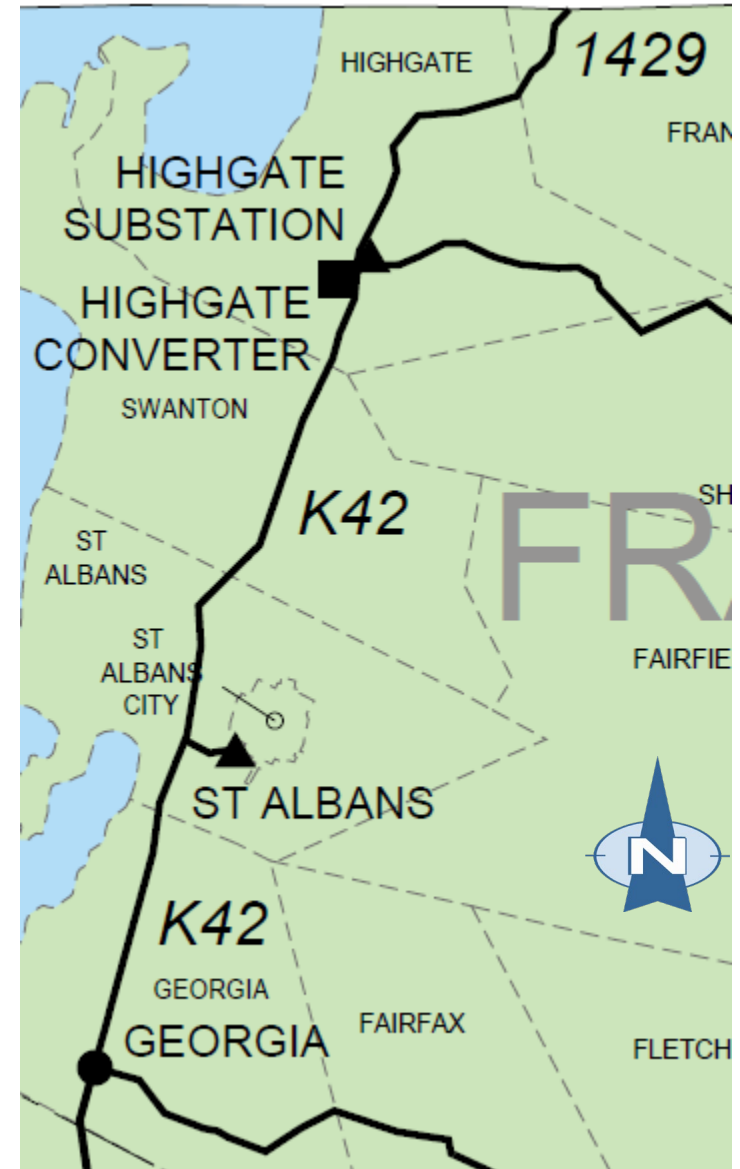 HIGHGATE
1429
FRAN
HIGHGATE
SUBSTATION
HIGHGATE
CONVERTER
SWANTON
K42
SH
FRA
ST
ALBANS
ST
ALBANS
CITY
FAIRFIE
ST ALBANS
N
K42
GEORGIA
GEORGIA
FAIRFAX
FLETCH